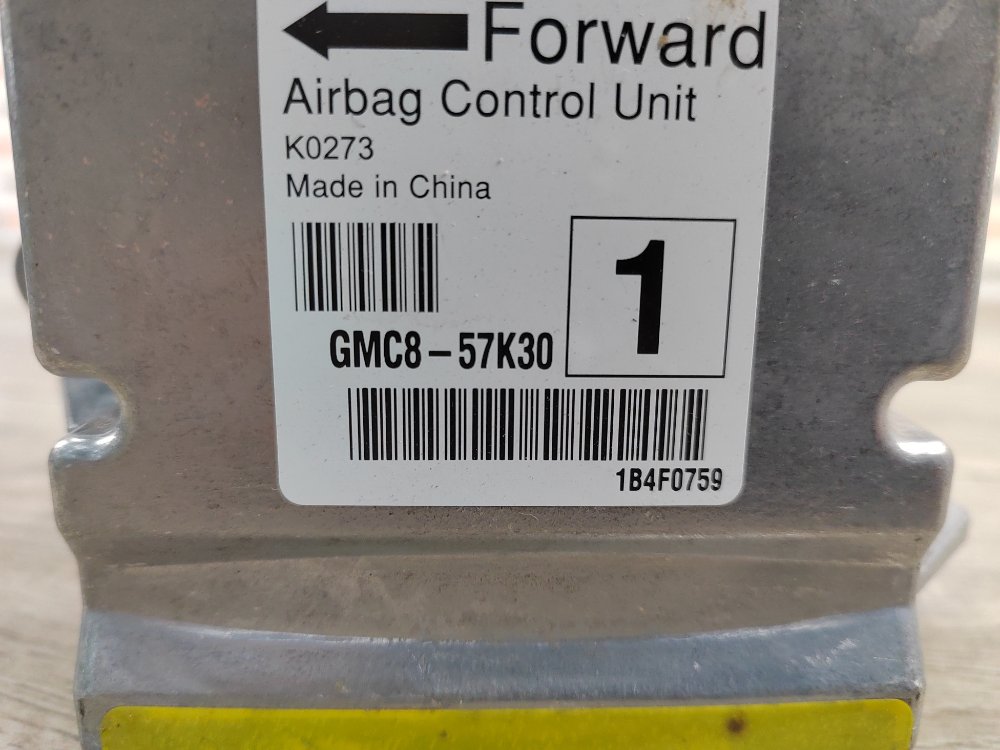 Forward
Airbag Control Unit
K0273
Made in China
1
GMC8-57K30
1B4F0759